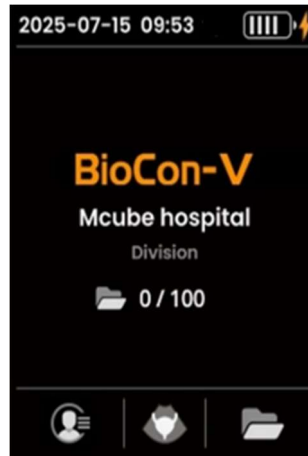 2025-07-15 09:53
BioCon-V
Mcube hospital
Division
0 / 100